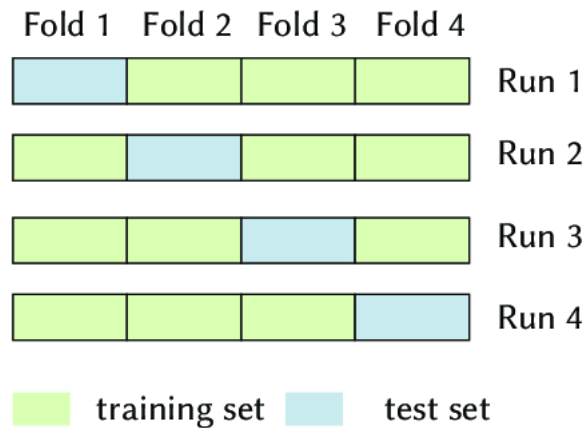 Fold 1 Fold 2 Fold 3 Fold 4
Run 1
Run 2
Run 3
Run 4
training set test set